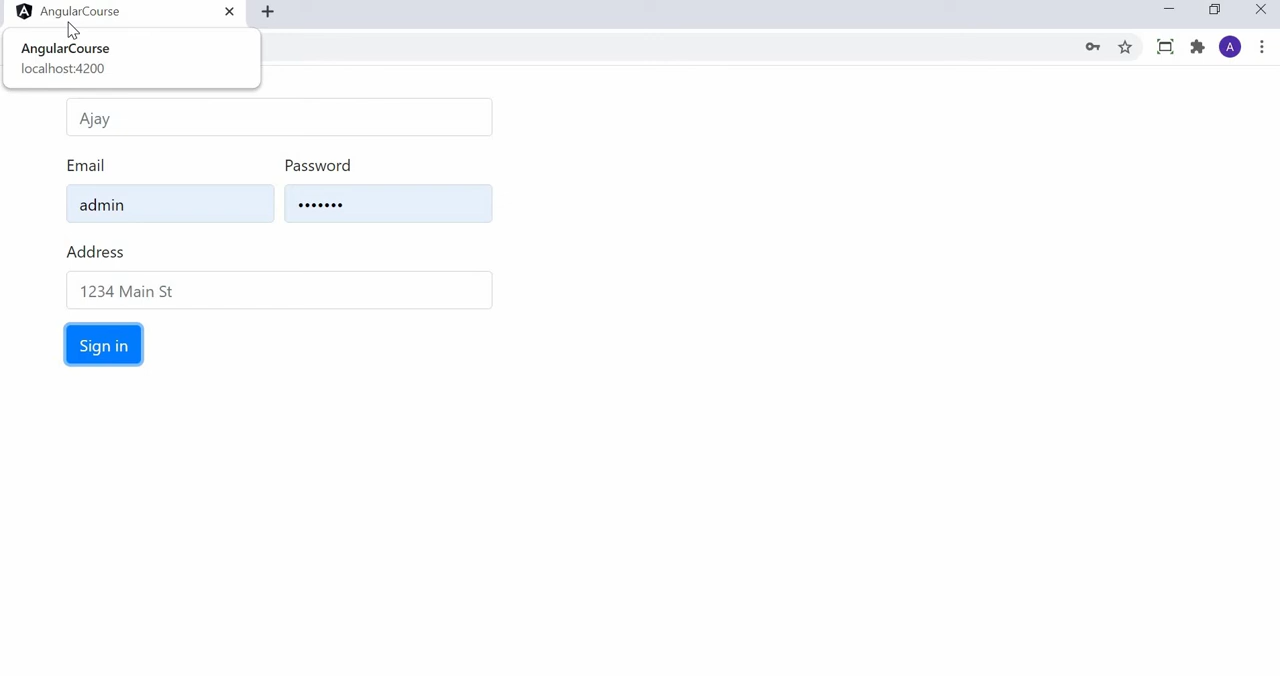 AngularCourse
AngularCourse
localhost:4200
A
Ajay
Email Password
admin •••••••
Address
1234 Main St
Sign in